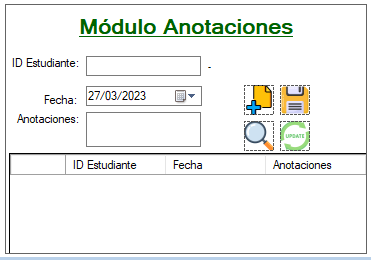 Módulo Anotaciones
ID Estudiante: -
Fecha: 27/03/2023
Anotaciones:
UPDATE
ID Estudiante Fecha Anotaciones